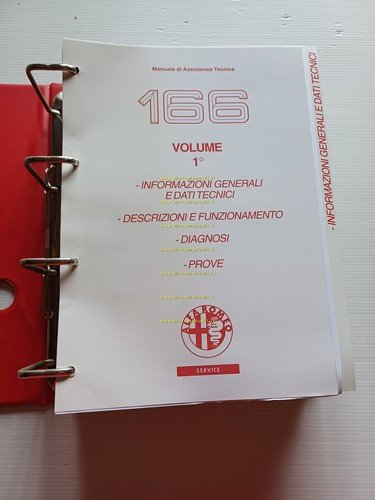 Manuale di Assistenza Tecnica
166
VOLUME
1°
- INFORMAZIONI GENERALI
E DATI TECNICI
- DESCRIZIONI E FUNZIONAMENTO
- DIAGNOSI
- PROVE
ALFA ROMEO
SERVICE
- INFORMAZIONI GENERALI E DATI TECNICI